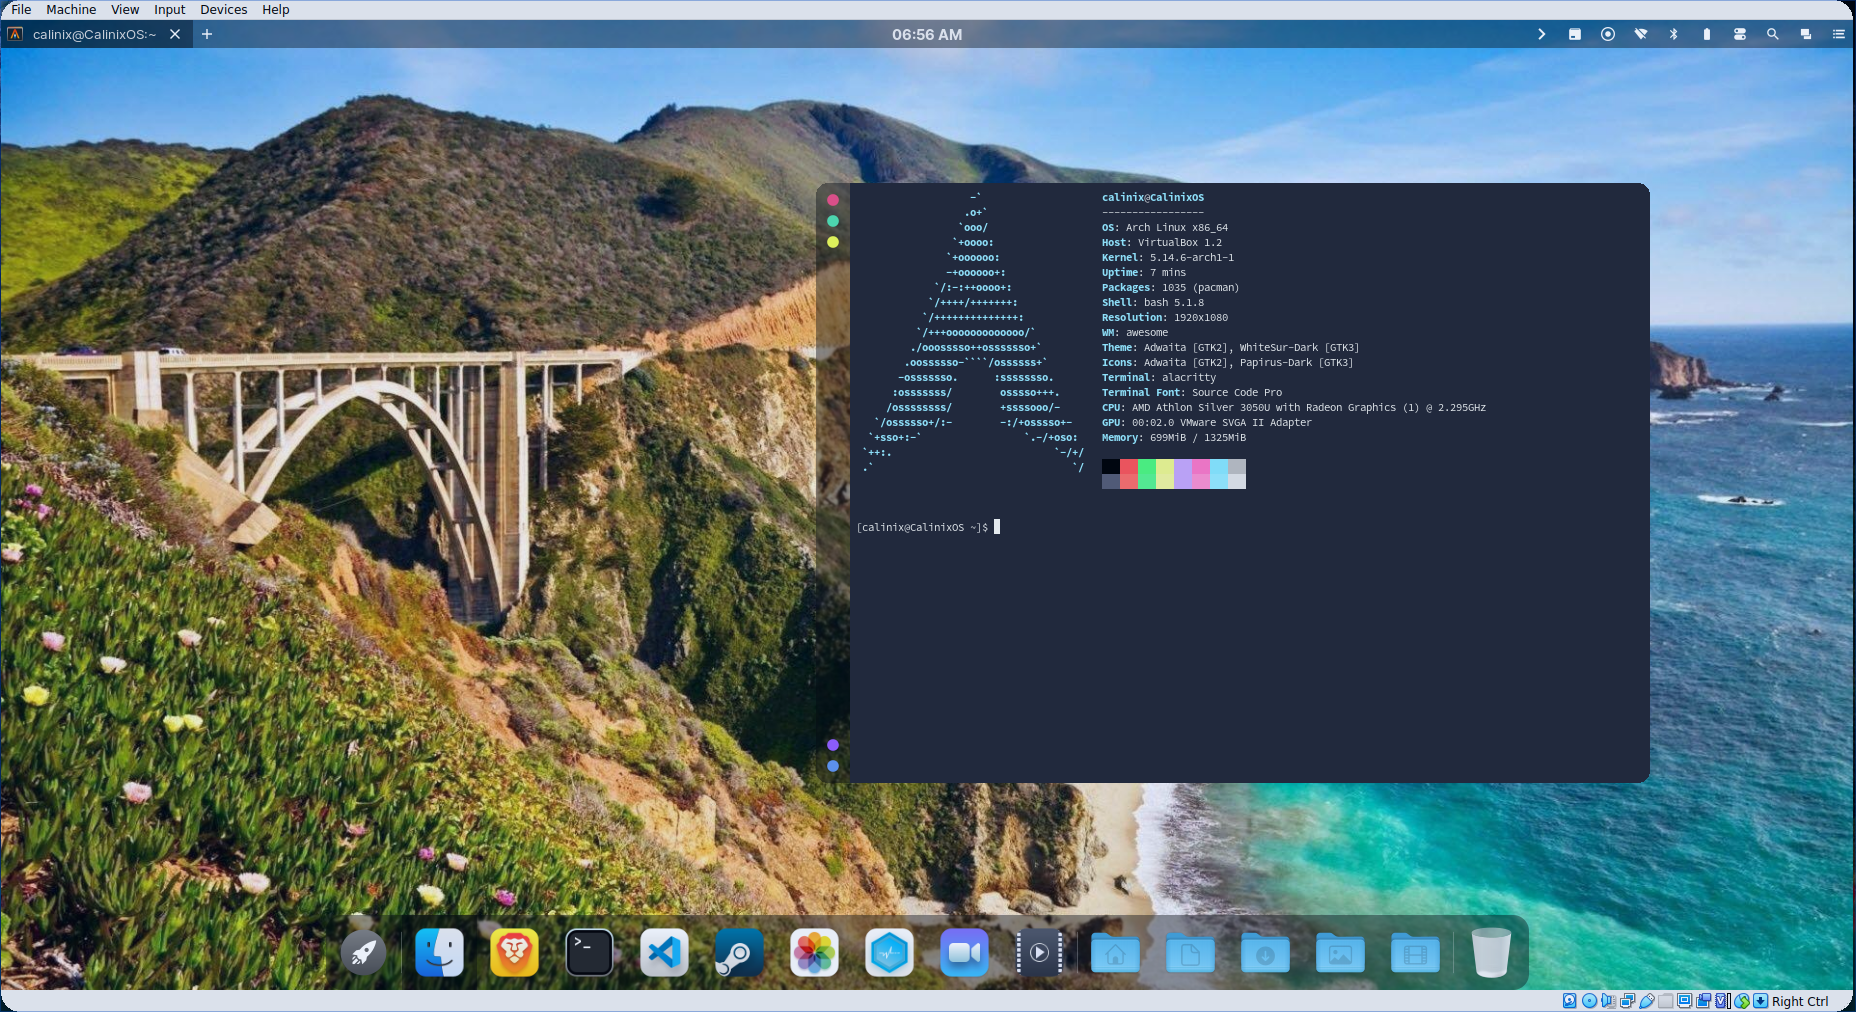 File Machine View Input Devices Help
calinix@CalinixOS:~
06:56 AM
-`
.o+`
`ooo/
`+oooo:
`+oooooo:
-+oooooo+:
`/:-:++oooo+:
`/++++/+++++++:
`/++++++++++++++:
`/+++ooooooooooooo/`
./ooosssso++osssssso+`
.oossssso-````/ossssss+`
-osssssso. :ssssssso.
:osssssss/ osssso+++.
/ossssssss/ +ssssooo/-
`/ossssso+/:- -:/+osssso+-
`+sso+:-` `.-/+oso:
`++:. `-/+/
.` `/
calinix@CalinixOS
-----------------
OS: Arch Linux x86_64
Host: VirtualBox 1.2
Kernel: 5.14.6-arch1-1
Uptime: 7 mins
Packages: 1035 (pacman)
Shell: bash 5.1.8
Resolution: 1920x1080
WM: awesome
Theme: Adwaita [GTK2], WhiteSur-Dark [GTK3]
Icons: Adwaita [GTK2], Papirus-Dark [GTK3]
Terminal: alacritty
Terminal Font: Source Code Pro
CPU: AMD Athlon Silver 3050U with Radeon Graphics (1) @ 2.295GHz
GPU: 00:02.0 VMware SVGA II Adapter
Memory: 699MiB / 1325MiB
[calinix@CalinixOS ~]$
>_
Right Ctrl